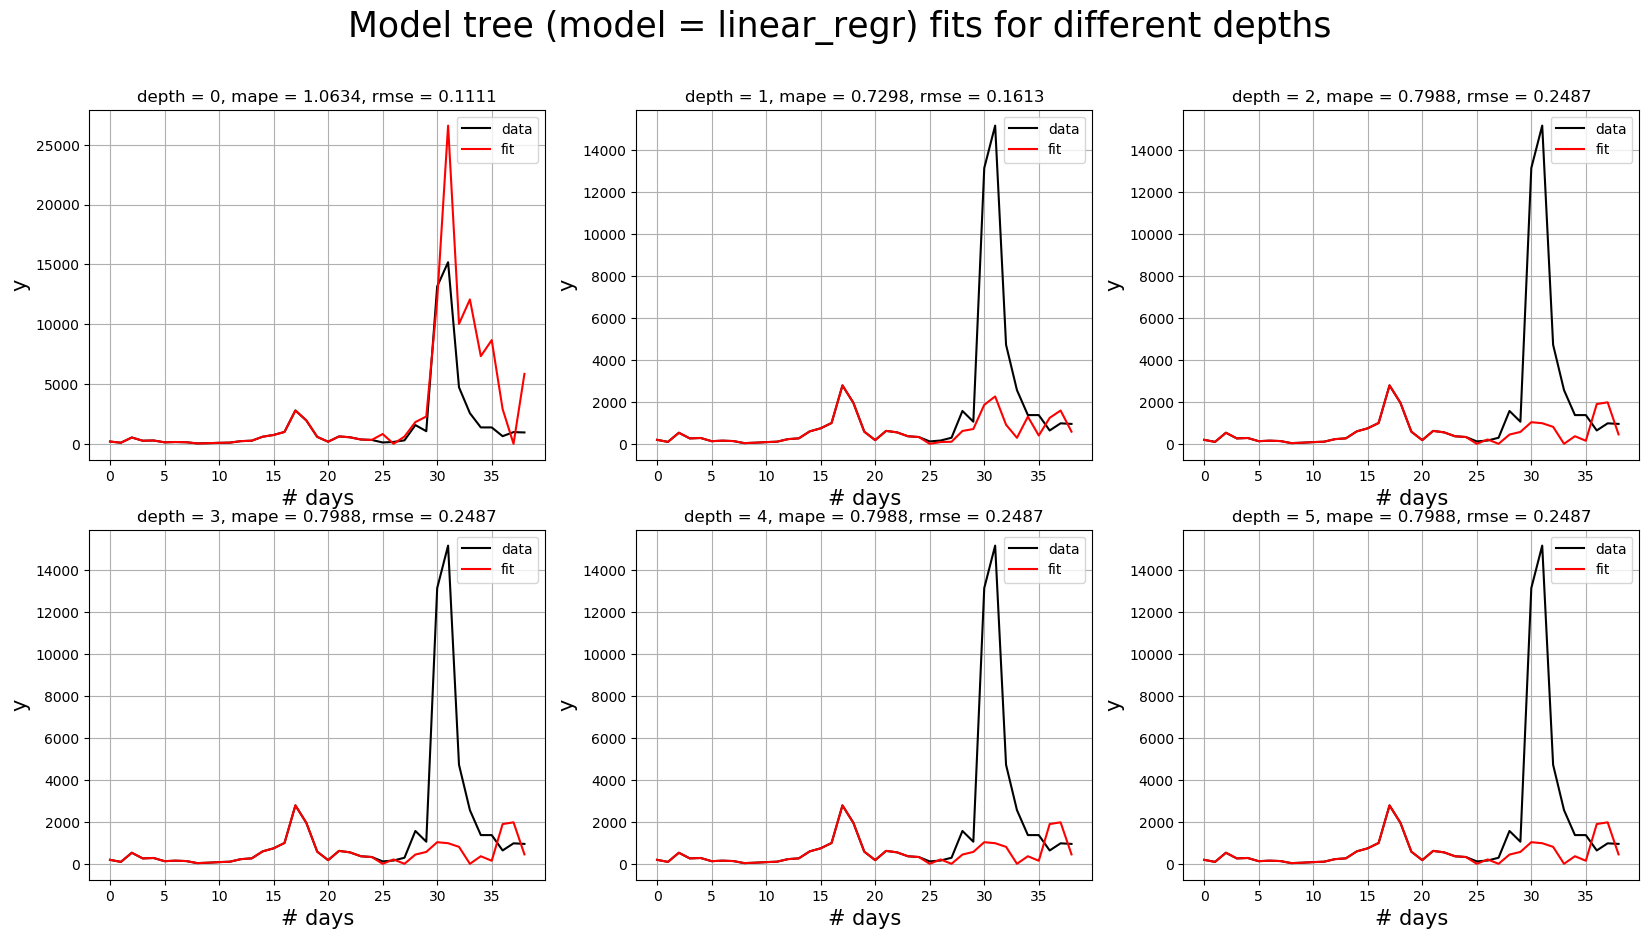 Model tree (model = linear_regr) fits for different depths
depth = 0, mape = 1.0634, rmse = 0.1111
depth = 1, mape = 0.7298, rmse = 0.1613
depth = 2, mape = 0.7988, rmse = 0.2487
data
fit
25000
20000
15000
10000
5000
0
y
0 5 10 15 20 25 30 35
# days
data
fit
14000
12000
10000
8000
6000
4000
2000
0
y
0 5 10 15 20 25 30 35
# days
data
fit
14000
12000
10000
8000
6000
4000
2000
0
y
0 5 10 15 20 25 30 35
# days
depth = 3, mape = 0.7988, rmse = 0.2487
depth = 4, mape = 0.7988, rmse = 0.2487
depth = 5, mape = 0.7988, rmse = 0.2487
data
fit
14000
12000
10000
8000
6000
4000
2000
0
y
0 5 10 15 20 25 30 35
# days
data
fit
14000
12000
10000
8000
6000
4000
2000
0
y
0 5 10 15 20 25 30 35
# days
data
fit
14000
12000
10000
8000
6000
4000
2000
0
y
0 5 10 15 20 25 30 35
# days